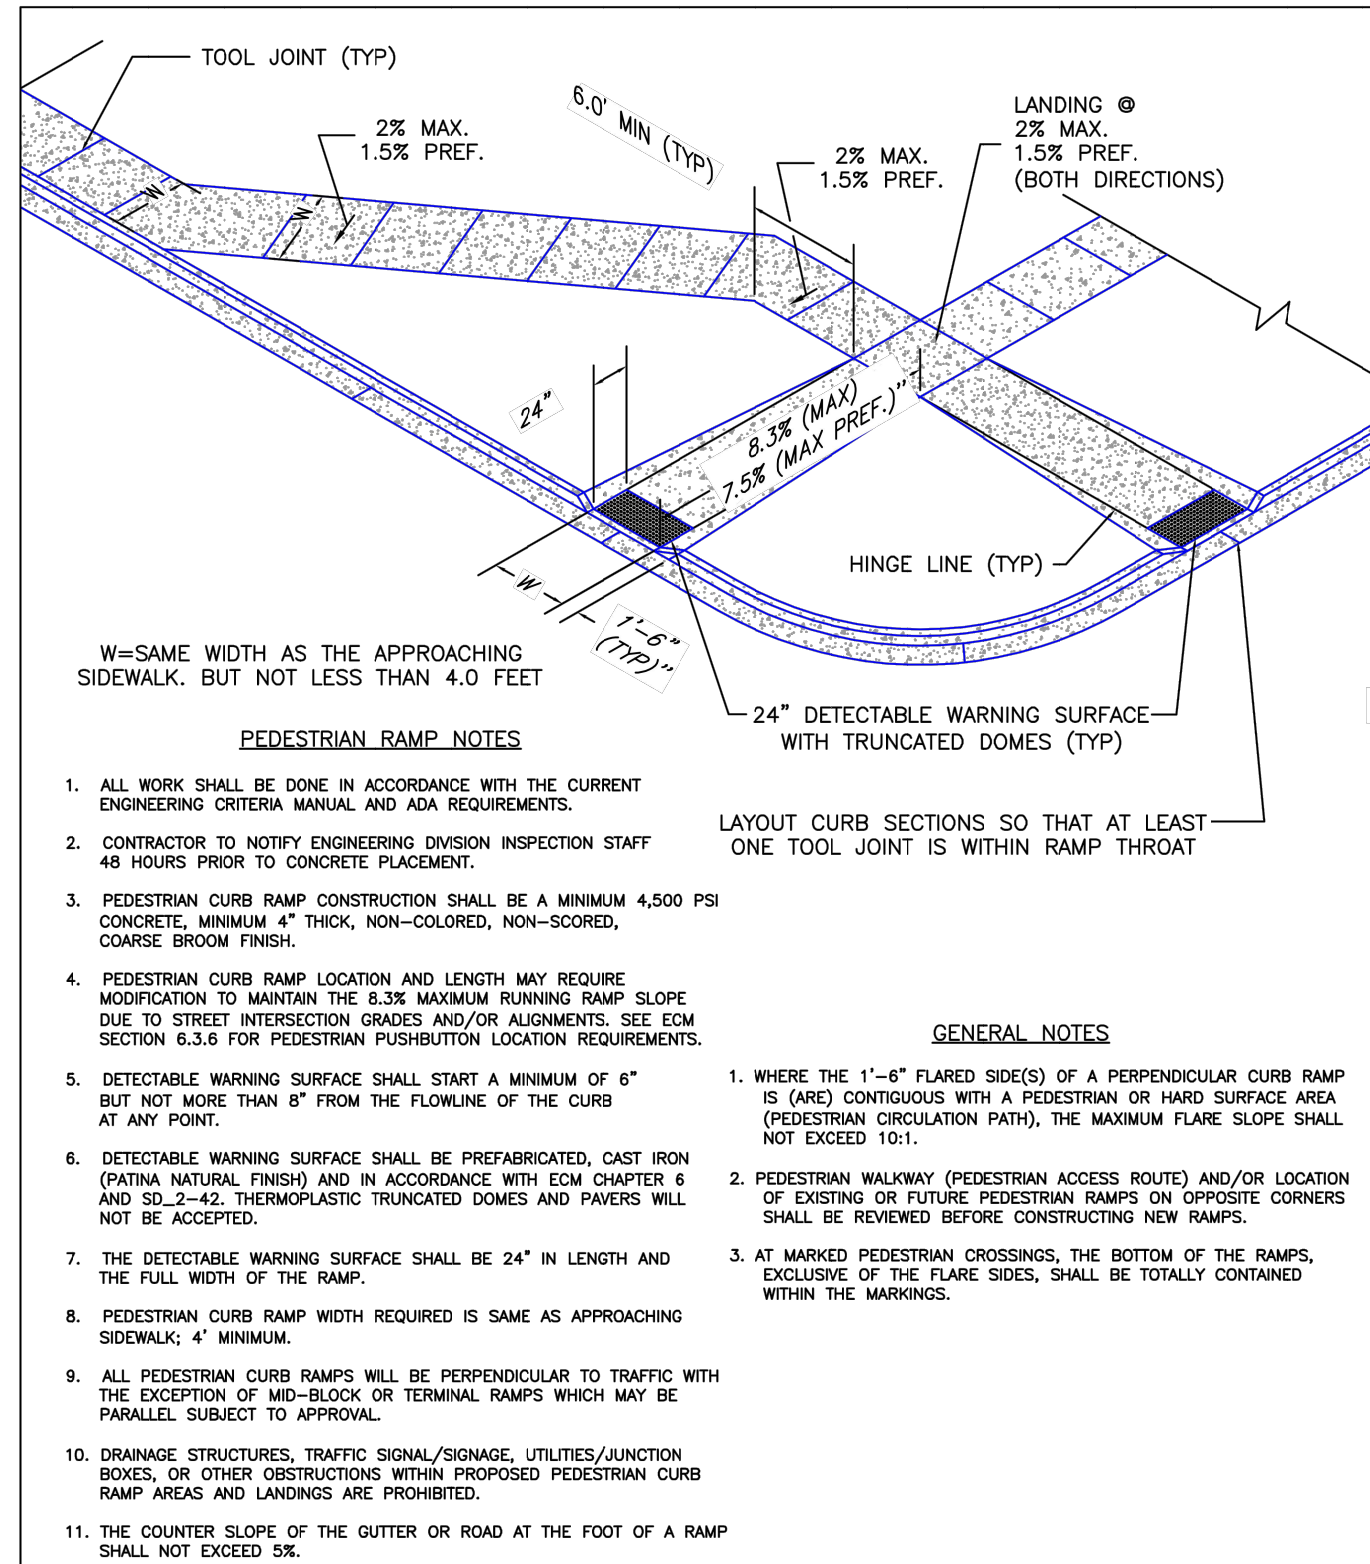 TOOL JOINT (TYP)
2% MAX.
1.5% PREF.
6.0' MIN (TYP)
2% MAX.
1.5% PREF.
LANDING @
2% MAX.
1.5% PREF.
(BOTH DIRECTIONS)
W
W
24"
8.3% (MAX)
7.5% (MAX PREF.)"
HINGE LINE (TYP)
W
1'-6"
(TYP)"
W=SAME WIDTH AS THE APPROACHING
SIDEWALK. BUT NOT LESS THAN 4.0 FEET
24" DETECTABLE WARNING SURFACE
WITH TRUNCATED DOMES (TYP)
LAYOUT CURB SECTIONS SO THAT AT LEAST
ONE TOOL JOINT IS WITHIN RAMP THROAT
PEDESTRIAN RAMP NOTES
1. ALL WORK SHALL BE DONE IN ACCORDANCE WITH THE CURRENT
ENGINEERING CRITERIA MANUAL AND ADA REQUIREMENTS.
2. CONTRACTOR TO NOTIFY ENGINEERING DIVISION INSPECTION STAFF
48 HOURS PRIOR TO CONCRETE PLACEMENT.
3. PEDESTRIAN CURB RAMP CONSTRUCTION SHALL BE A MINIMUM 4,500 PSI
CONCRETE, MINIMUM 4" THICK, NON-COLORED, NON-SCORED,
COARSE BROOM FINISH.
4. PEDESTRIAN CURB RAMP LOCATION AND LENGTH MAY REQUIRE
MODIFICATION TO MAINTAIN THE 8.3% MAXIMUM RUNNING RAMP SLOPE
DUE TO STREET INTERSECTION GRADES AND/OR ALIGNMENTS. SEE ECM
SECTION 6.3.6 FOR PEDESTRIAN PUSHBUTTON LOCATION REQUIREMENTS.
5. DETECTABLE WARNING SURFACE SHALL START A MINIMUM OF 6"
BUT NOT MORE THAN 8" FROM THE FLOWLINE OF THE CURB
AT ANY POINT.
6. DETECTABLE WARNING SURFACE SHALL BE PREFABRICATED, CAST IRON
(PATINA NATURAL FINISH) AND IN ACCORDANCE WITH ECM CHAPTER 6
AND SD_2-42. THERMOPLASTIC TRUNCATED DOMES AND PAVERS WILL
NOT BE ACCEPTED.
7. THE DETECTABLE WARNING SURFACE SHALL BE 24" IN LENGTH AND
THE FULL WIDTH OF THE RAMP.
8. PEDESTRIAN CURB RAMP WIDTH REQUIRED IS SAME AS APPROACHING
SIDEWALK; 4' MINIMUM.
9. ALL PEDESTRIAN CURB RAMPS WILL BE PERPENDICULAR TO TRAFFIC WITH
THE EXCEPTION OF MID-BLOCK OR TERMINAL RAMPS WHICH MAY BE
PARALLEL SUBJECT TO APPROVAL.
10. DRAINAGE STRUCTURES, TRAFFIC SIGNAL/SIGNAGE, UTILITIES/JUNCTION
BOXES, OR OTHER OBSTRUCTIONS WITHIN PROPOSED PEDESTRIAN CURB
RAMP AREAS AND LANDINGS ARE PROHIBITED.
11. THE COUNTER SLOPE OF THE GUTTER OR ROAD AT THE FOOT OF A RAMP
SHALL NOT EXCEED 5%.
GENERAL NOTES
1. WHERE THE 1'-6" FLARED SIDE(S) OF A PERPENDICULAR CURB RAMP
IS (ARE) CONTIGUOUS WITH A PEDESTRIAN OR HARD SURFACE AREA
(PEDESTRIAN CIRCULATION PATH), THE MAXIMUM FLARE SLOPE SHALL
NOT EXCEED 10:1.
2. PEDESTRIAN WALKWAY (PEDESTRIAN ACCESS ROUTE) AND/OR LOCATION
OF EXISTING OR FUTURE PEDESTRIAN RAMPS ON OPPOSITE CORNERS
SHALL BE REVIEWED BEFORE CONSTRUCTING NEW RAMPS.
3. AT MARKED PEDESTRIAN CROSSINGS, THE BOTTOM OF THE RAMPS,
EXCLUSIVE OF THE FLARE SIDES, SHALL BE TOTALLY CONTAINED
WITHIN THE MARKINGS.